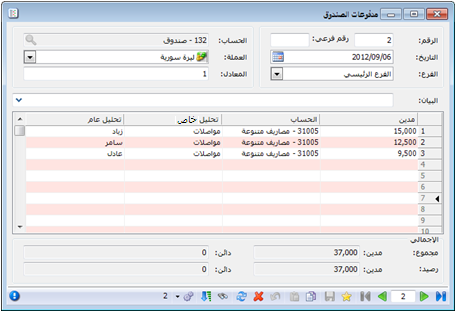 مدفوعات الصندوق
الرقم: 2 رقم فرعي: الحساب: 132 - صندوق
التاريخ: 2012/09/06 العملة: ليرة سورية
الفرع: الفرع الرئيسي المعادل: 1
البيان:
مدين الحساب تحليل خاص تحليل عام
1 15,000 31005 - مصاريف متنوعة مواصلات زياد
2 12,500 31005 - مصاريف متنوعة مواصلات سامر
3 9,500 31005 - مصاريف متنوعة مواصلات عادل
4
5
6
7
8
9
10
الاجمالي
مجموع: مدين: 37,000 دائن: 0
رصيد: مدين: 37,000 دائن: 0
2 2